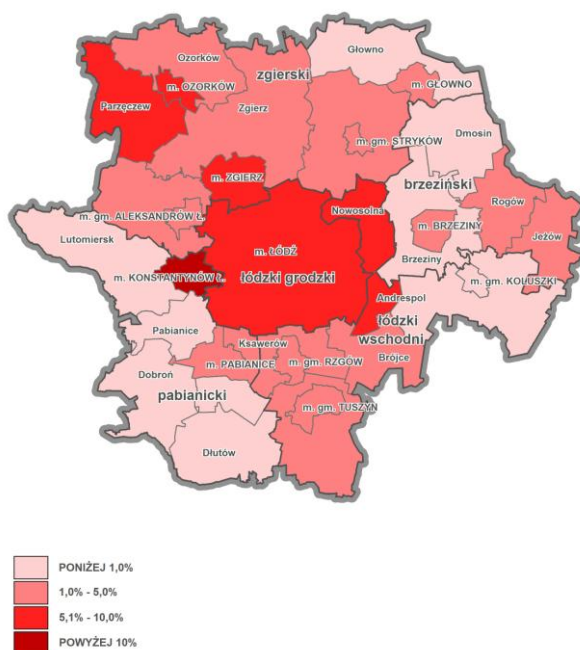 Ozorków
Głowno
zgierski
m. OZORKÓW
m. GŁOWNO
Parzęczew
Zgierz
Dmosin
m. gm. STRYKÓW
m. ZGIERZ
brzeziński
Rogów
m. gm. ALEKSANDRÓW Ł.
Nowosolna
m. BRZEZINY
Lutomiersk
Jeżów
m. ŁÓDŹ
Brzeziny
m. KONSTANTYNÓW Ł.
łódzki grodzki
m. gm. KOLUSZKI
Andrespol
łódzki
Pabianice
wschodni
Ksawerów
Brójce
m. PABIANICE
m. gm. RZGÓW
Dobroń
pabianicki
m. gm. TUSZYN
Dłutów
PONIŻEJ 1,0%
1,0% - 5,0%
5,1% - 10,0%
POWYŻEJ 10%